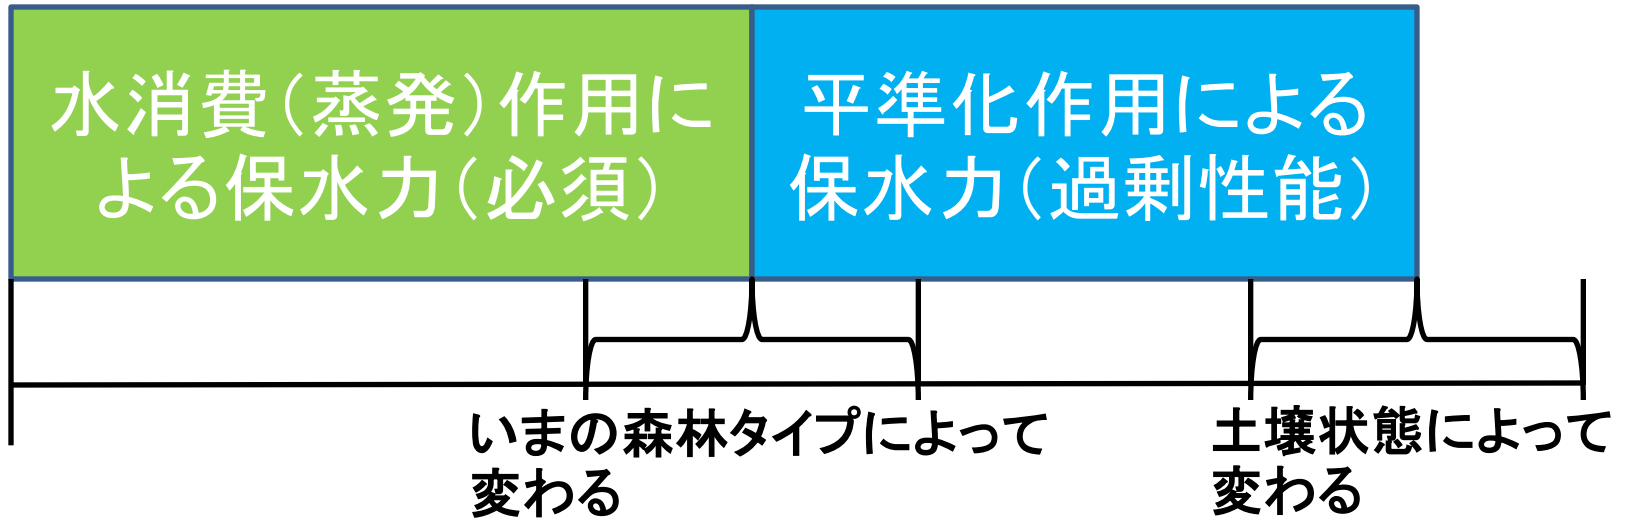 水消費（蒸発）作用に
よる保水力（必須）
平準化作用による
保水力（過剰性能）
いまの森林タイプによって
変わる
土壌状態によって
変わる